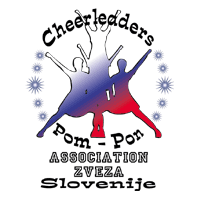 Cheerleaders
Pom - Pon
ASSOCIATION
ZVEZA
Slovenije